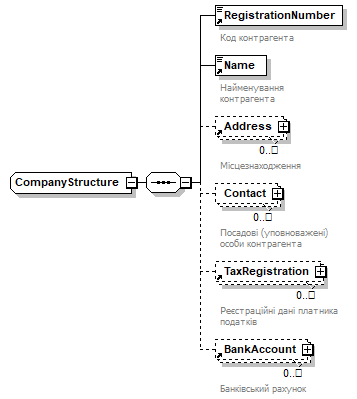 RegistrationNumber
Код контрагента
Name
Найменування
контрагента
Address
0..□
Місцезнаходження
CompanyStructure
Contact
0..□
Посадові (уповноважені)
особи контрагента
TaxRegistration
0..□
Реєстраційні дані платника
податків
BankAccount
0..□
Банківський рахунок